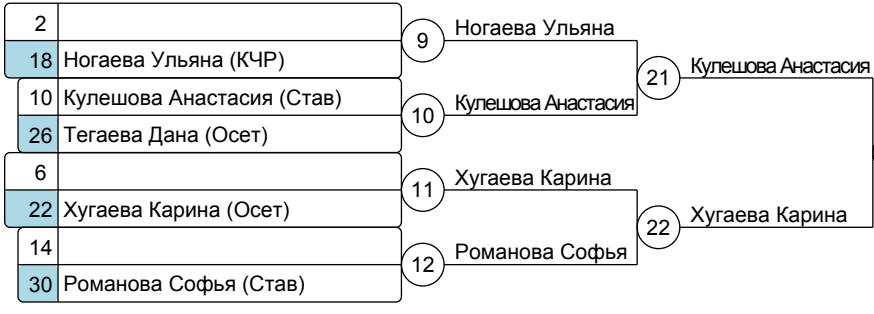 2
18 Ногаева Ульяна (КЧР)
9 Ногаева Ульяна
10 Кулешова Анастасия (Став)
26 Тегаева Дана (Осет)
10 Кулешова Анастасия
21 Кулешова Анастасия
6
22 Хугаева Карина (Осет)
11 Хугаева Карина
14
30 Романова Софья (Став)
12 Романова Софья
22 Хугаева Карина